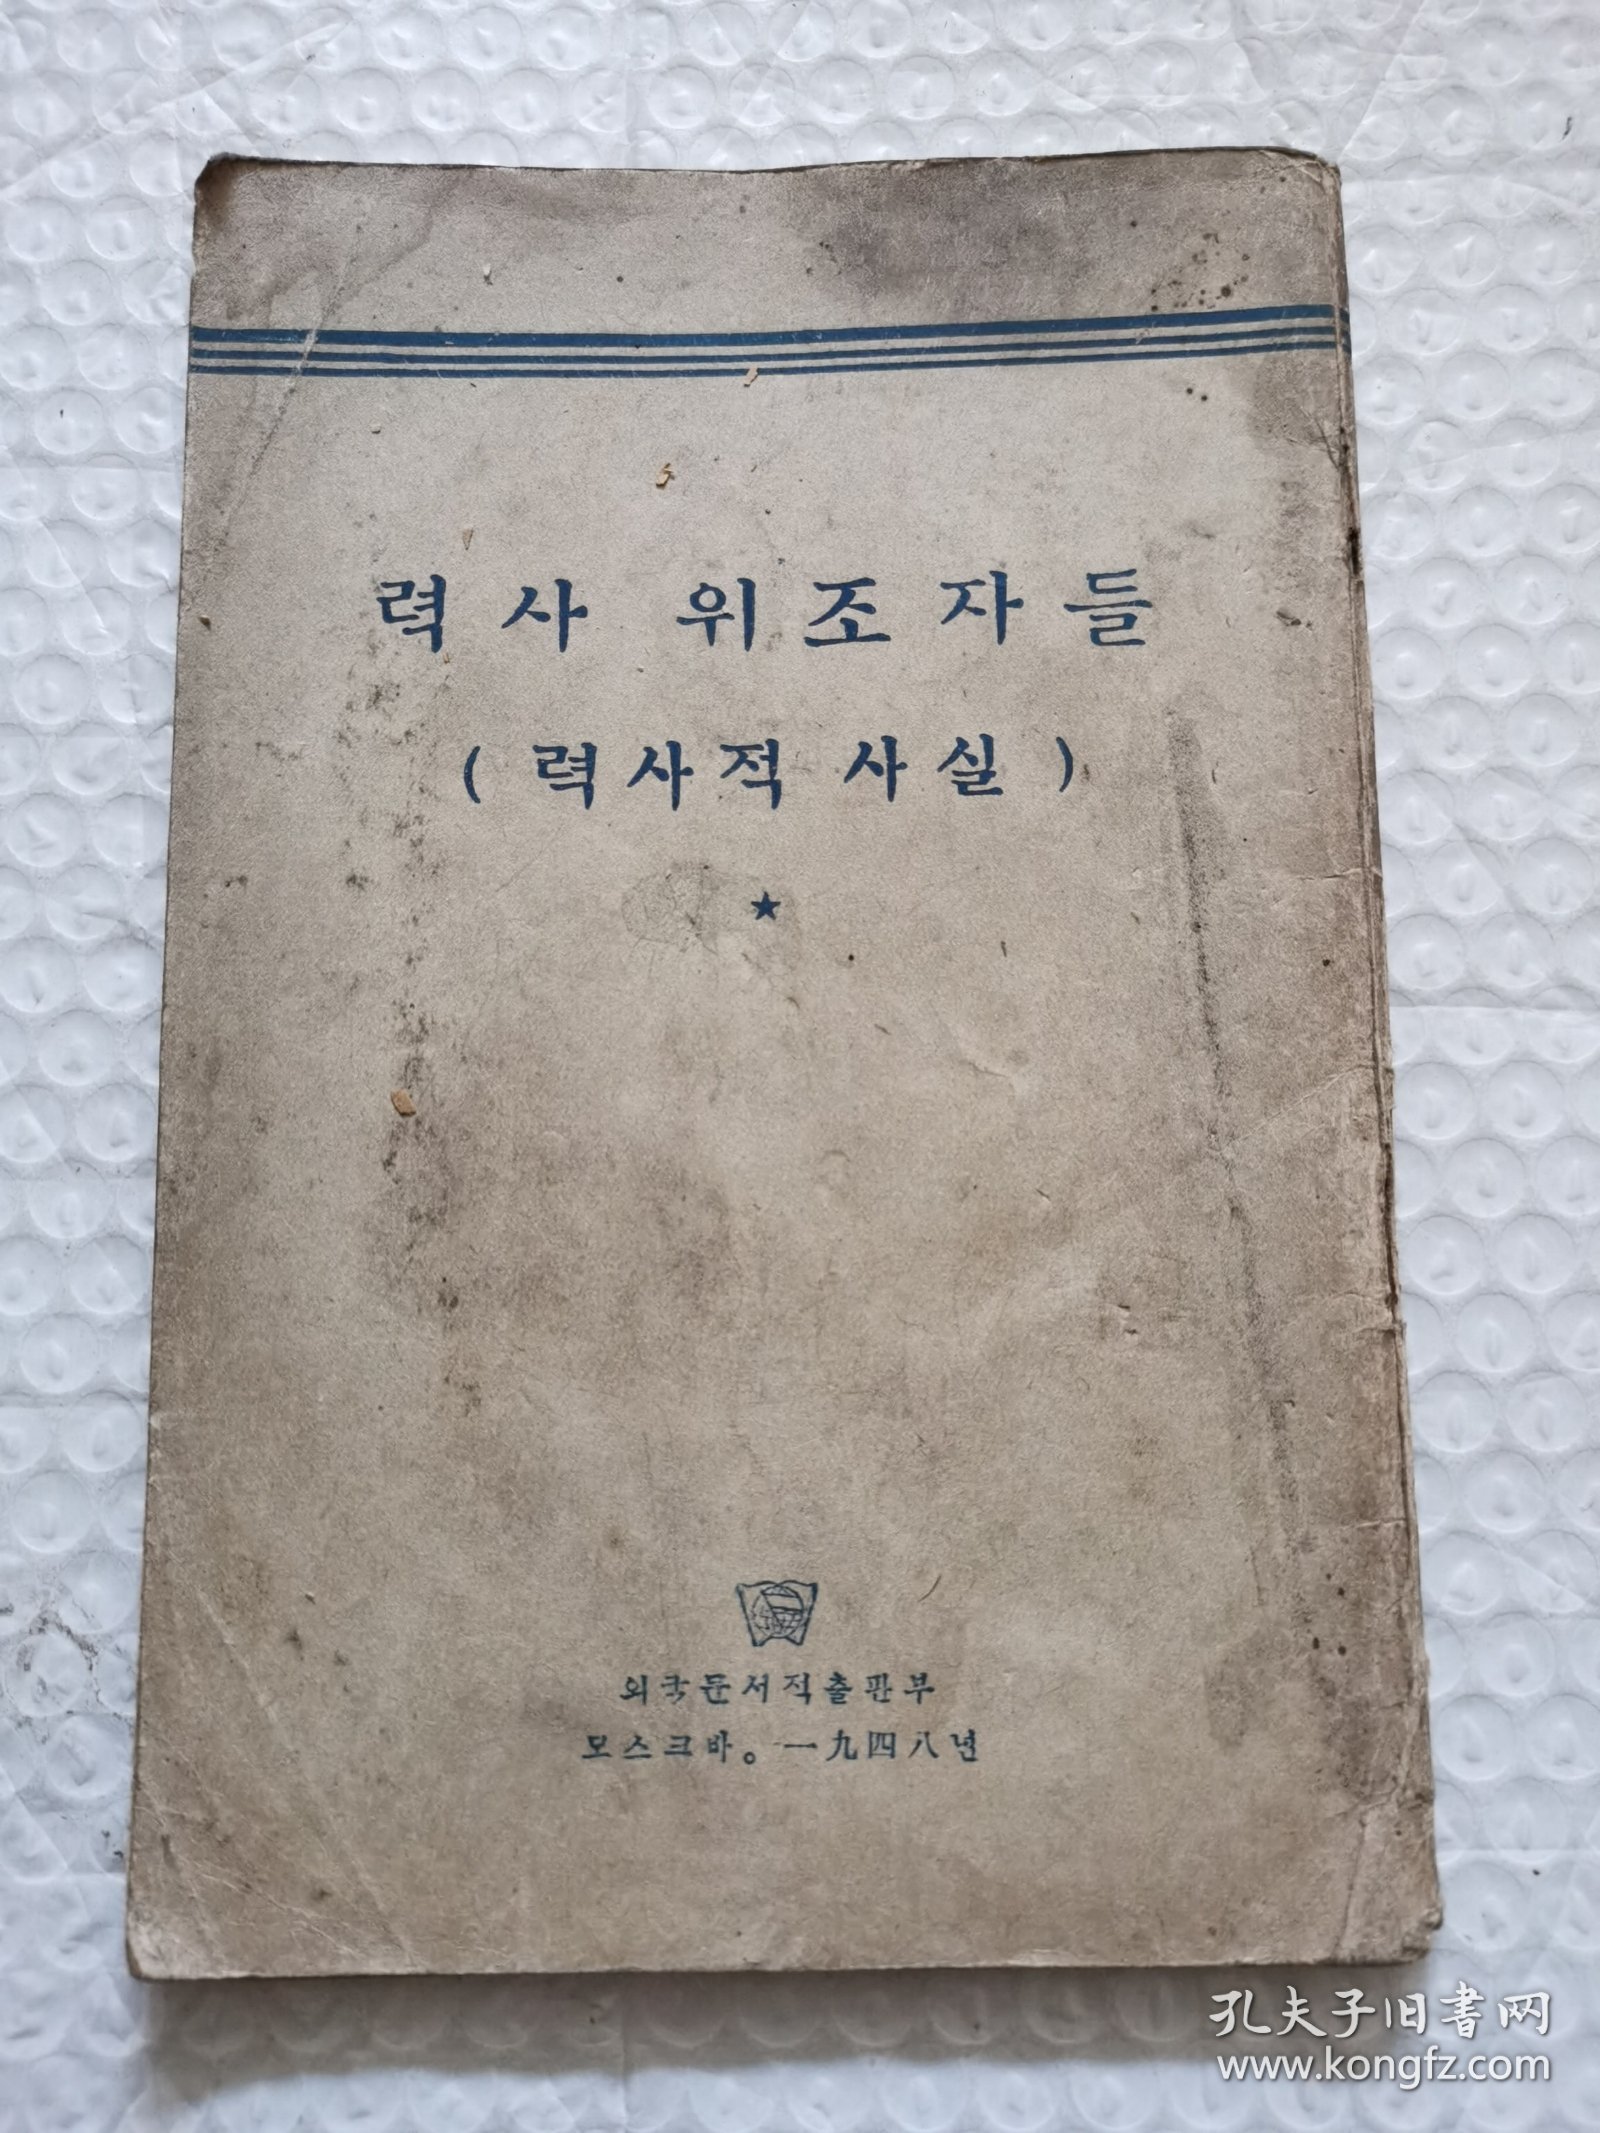 력사 위조자들
(력사적 사실)
★
외국문서적출판부
모스크바。一九四八년
孔夫子旧書网
www.kongfz.com